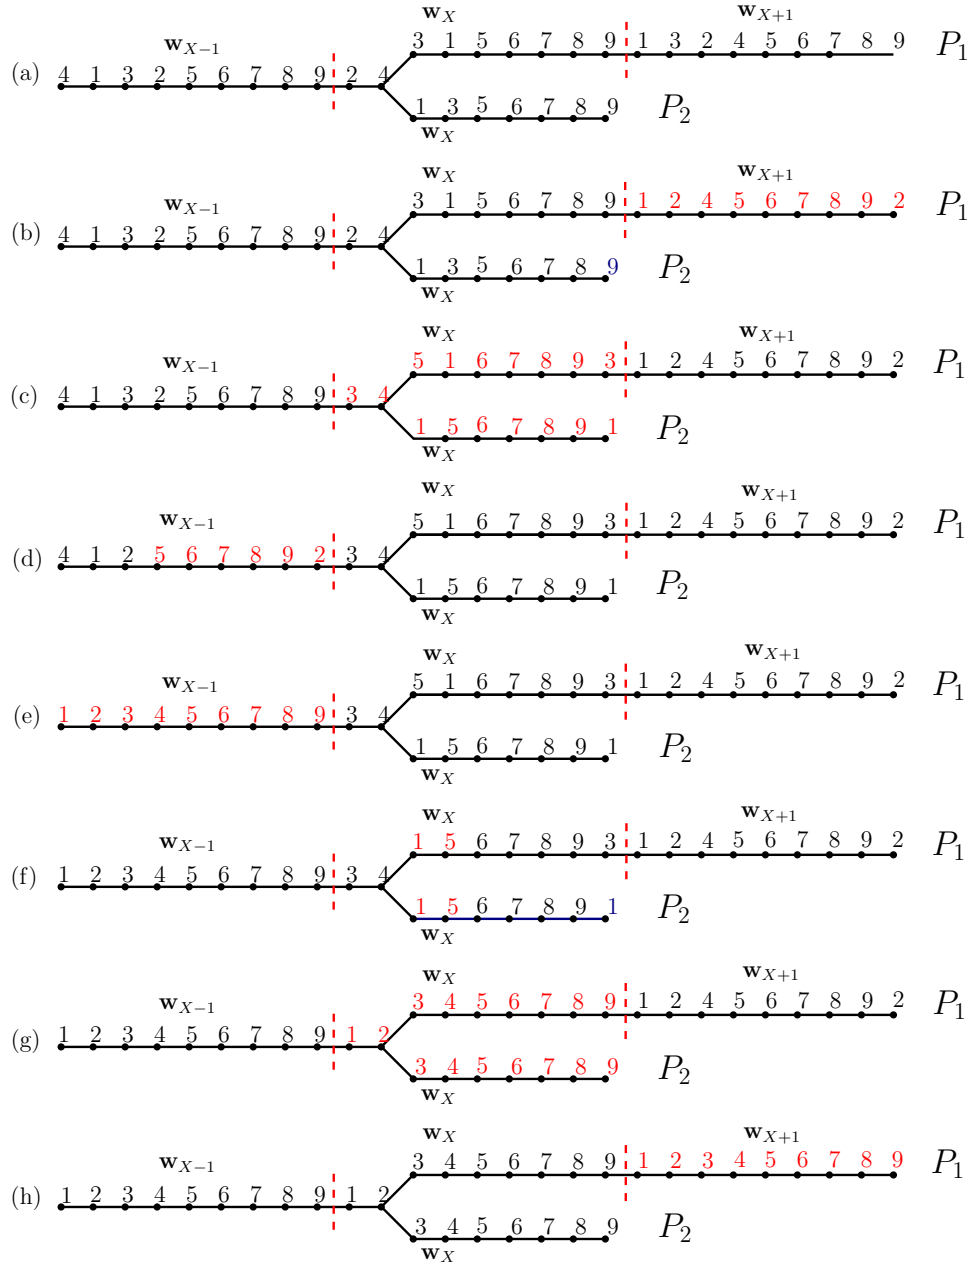 w_X w_{X+1}
w_{X−1} 3 1 5 6 7 8 9 1 3 2 4 5 6 7 8 9 P_1
(a) 4 1 3 2 5 6 7 8 9 2 4
1 3 5 6 7 8 9 P_2
w_X
w_X w_{X+1}
w_{X−1} 3 1 5 6 7 8 9 1 2 4 5 6 7 8 9 2 P_1
(b) 4 1 3 2 5 6 7 8 9 2 4
1 3 5 6 7 8 9 P_2
w_X
w_X w_{X+1}
w_{X−1} 5 1 6 7 8 9 3 1 2 4 5 6 7 8 9 2 P_1
(c) 4 1 3 2 5 6 7 8 9 3 4
1 5 6 7 8 9 1 P_2
w_X
w_X w_{X+1}
w_{X−1} 5 1 6 7 8 9 3 1 2 4 5 6 7 8 9 2 P_1
(d) 4 1 2 5 6 7 8 9 2 3 4
1 5 6 7 8 9 1 P_2
w_X
w_X w_{X+1}
w_{X−1} 5 1 6 7 8 9 3 1 2 4 5 6 7 8 9 2 P_1
(e) 1 2 3 4 5 6 7 8 9 3 4
1 5 6 7 8 9 1 P_2
w_X
w_X w_{X+1}
w_{X−1} 1 5 6 7 8 9 3 1 2 4 5 6 7 8 9 2 P_1
(f) 1 2 3 4 5 6 7 8 9 3 4
1 5 6 7 8 9 1 P_2
w_X
w_X w_{X+1}
w_{X−1} 3 4 5 6 7 8 9 1 2 4 5 6 7 8 9 2 P_1
(g) 1 2 3 4 5 6 7 8 9 1 2
3 4 5 6 7 8 9 P_2
w_X
w_X w_{X+1}
w_{X−1} 3 4 5 6 7 8 9 1 2 3 4 5 6 7 8 9 P_1
(h) 1 2 3 4 5 6 7 8 9 1 2
3 4 5 6 7 8 9 P_2
w_X